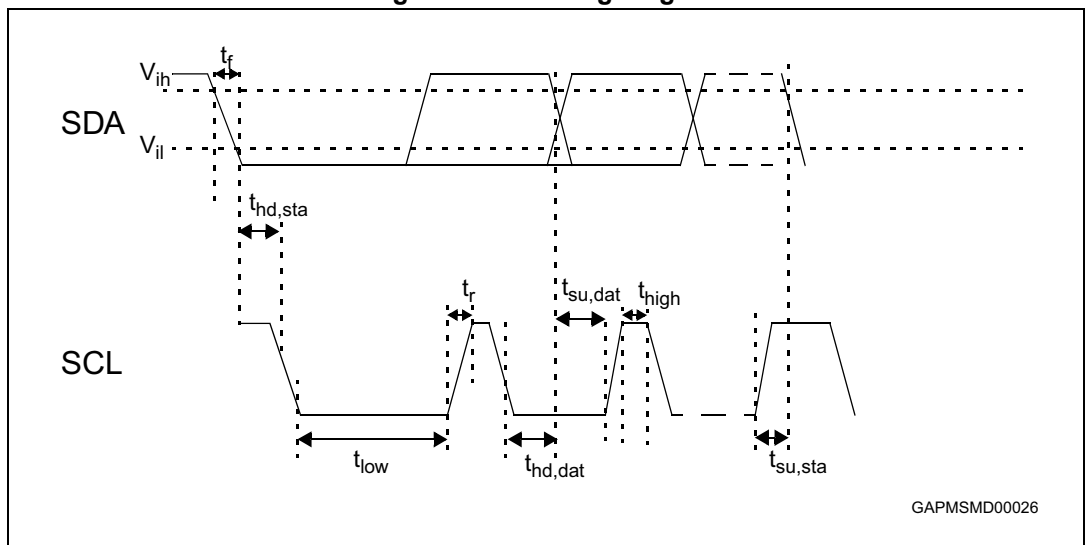 t_f
V_ih
SDA
V_il
t_hd,sta
t_r
t_su,dat
t_high
SCL
t_low
t_hd,dat
t_su,sta
GAPMSMD00026